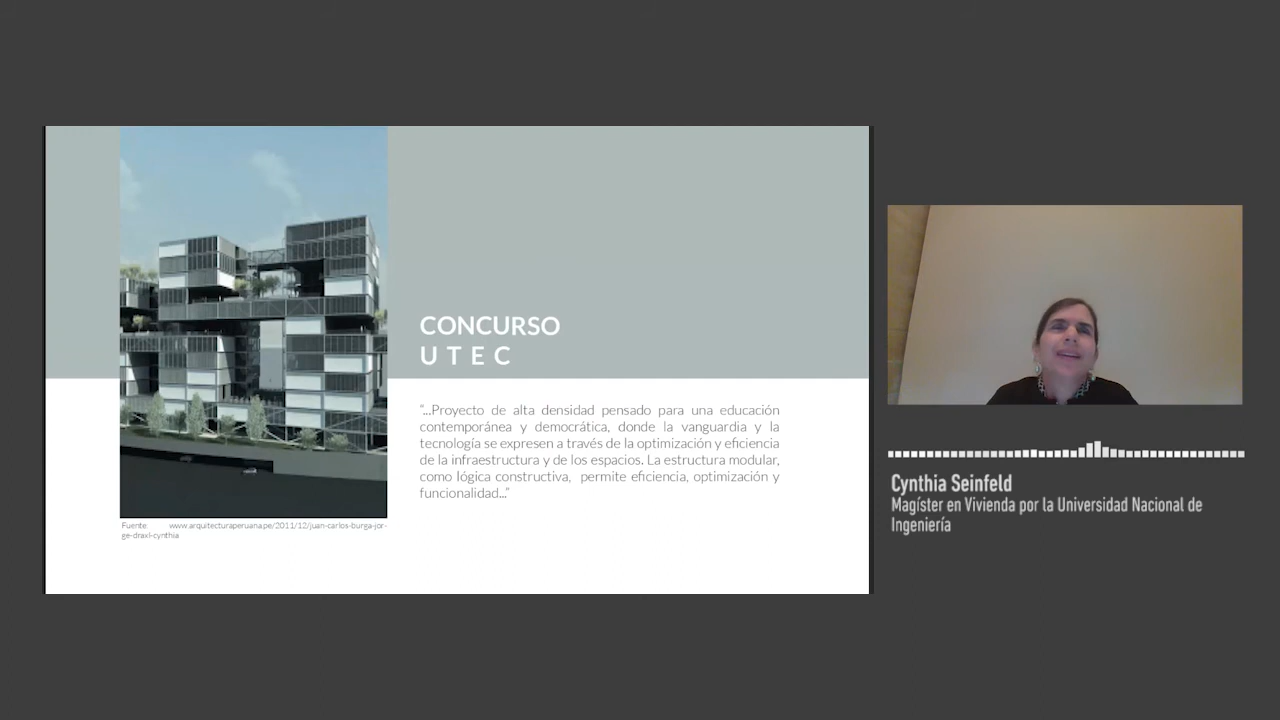 CONCURSO
UTEC
"...Proyecto de alta densidad pensado para una educación
contemporánea y democrática, donde la vanguardia y la
tecnología se expresen a través de la optimización y eficiencia
de la infraestructura y de los espacios. La estructura modular,
como lógica constructiva, permite eficiencia, optimización y
funcionalidad..."
Fuente: www.arquitecturaperuana.pe/2011/12/juan-carlos-burga-jor-
ge-draxl-cynthia
Cynthia Seinfeld
Magíster en Vivienda por la Universidad Nacional de
Ingeniería